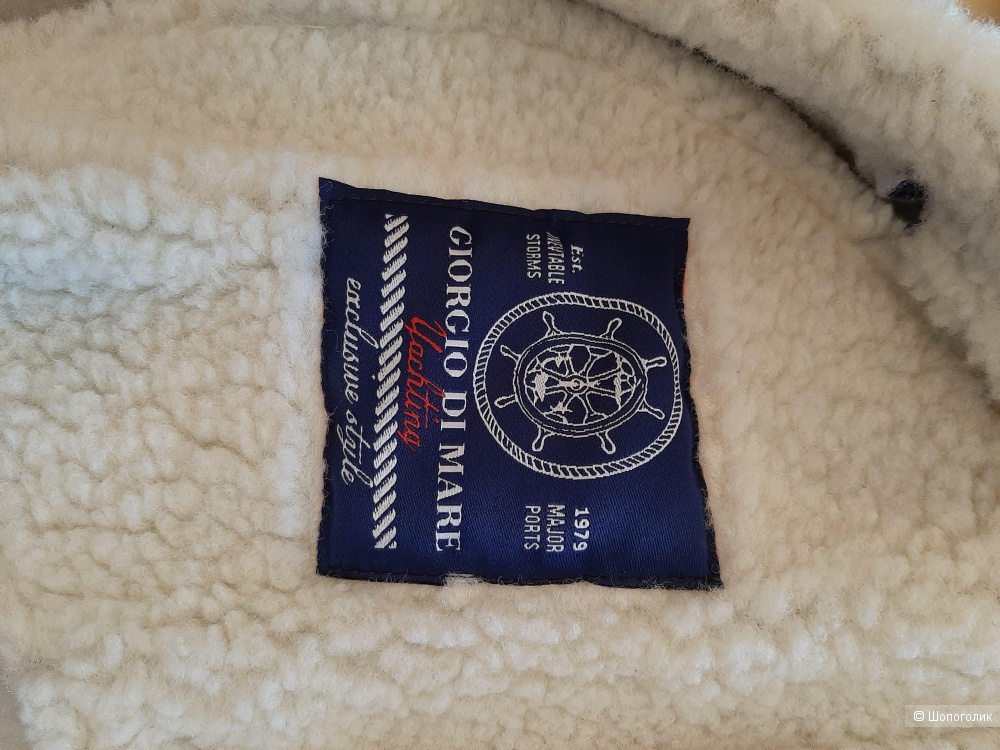 Est. 1979
INEVITABLE MAJOR
STORMS PORTS
GIORGIO DI MARE
Yachting
exclusive style
© Шопоголик